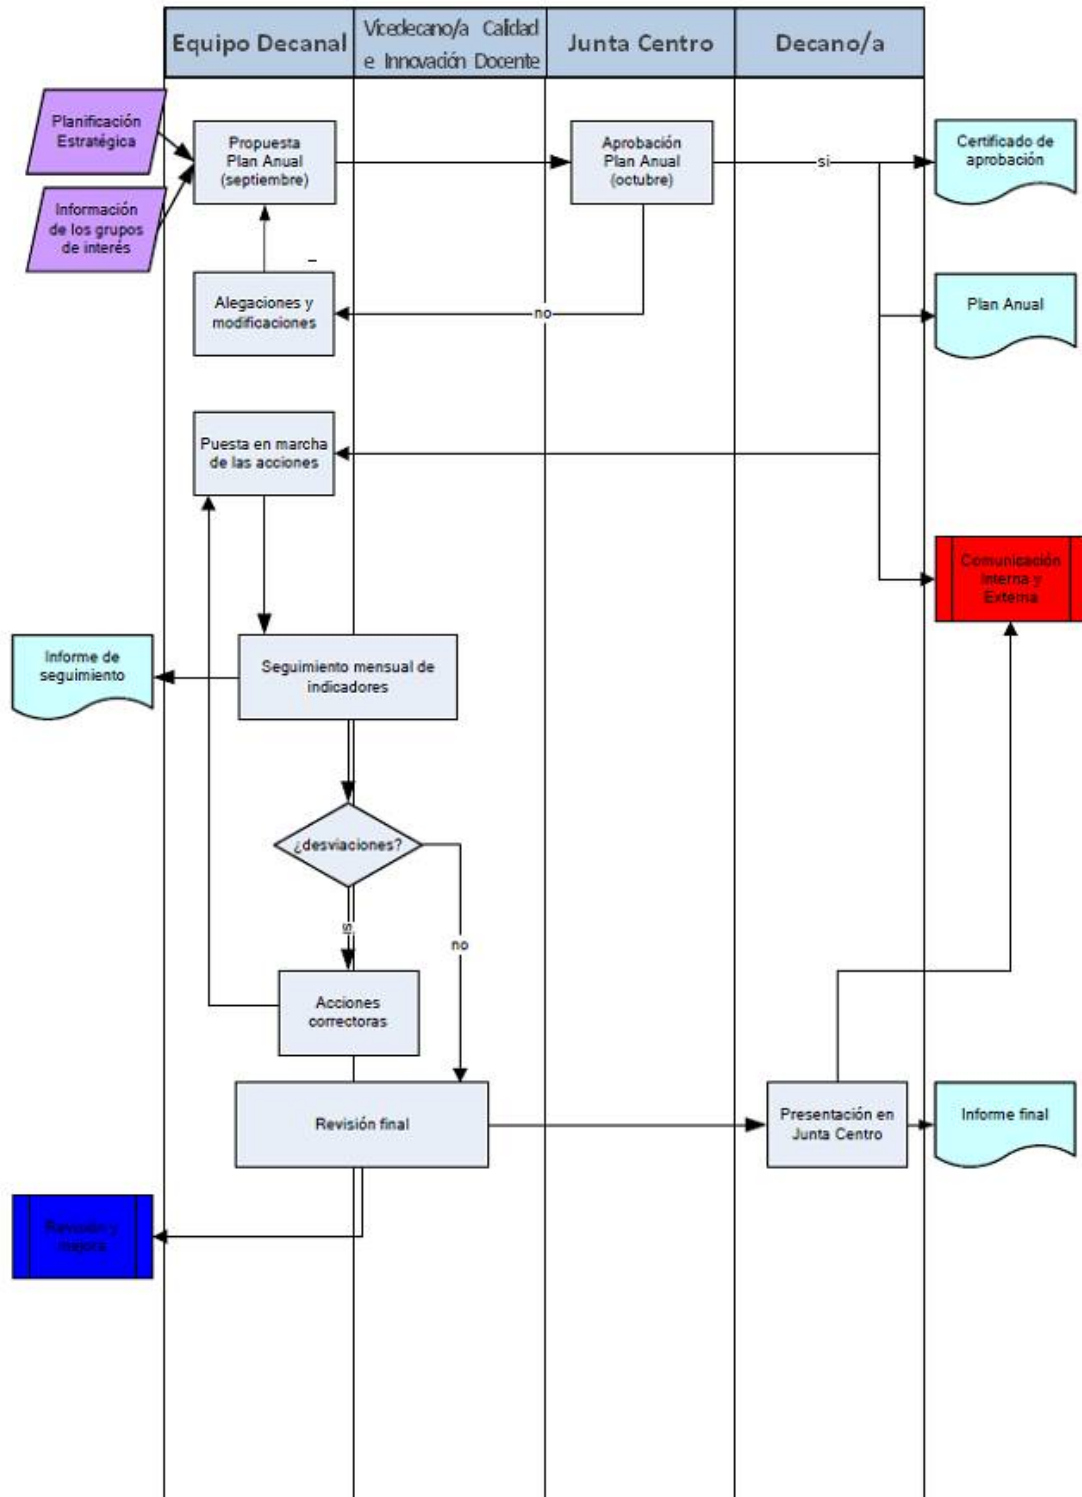 Equipo Decanal
Vicedecano/a Calidad
e Innovación Docente
Junta Centro
Decano/a
Planificación
Estratégica
Propuesta
Plan Anual
(septiembre)
Aprobación
Plan Anual
(octubre)
si
Certificado de
aprobación
Información
de los grupos
de interés
Alegaciones y
modificaciones
no
Plan Anual
Puesta en marcha
de las acciones
Comunicación
Interna y
Externa
Informe de
seguimiento
Seguimiento mensual de
indicadores
¿desviaciones?
si
no
Acciones
correctoras
Revisión final
Presentación en
Junta Centro
Informe final
Revisión y
mejora